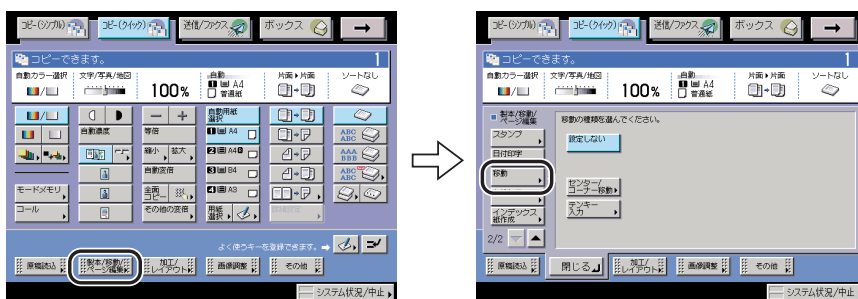 コピー(シンプル)
コピー(クイック)
送信/ファクス
ボックス
コピーできます。
1
自動カラー選択
文字/写真/地図
100%
自動
1 A4
普通紙
片面▶片面
ソートなし
自動濃度
等倍
縮小
拡大
自動変倍
全面コピー
その他の変倍
自動用紙選択
1 A4
2 A4R
3 B4
4 A3
用紙選択
ABC
ABC
AAA
BBB
ABC
ABC
モードメモリ
コール
よく使うキーを登録できます。
原稿読込
製本/移動/ページ編集
加工/レイアウト
画像調整
その他
システム状況/中止
コピー(シンプル)
コピー(クイック)
送信/ファクス
ボックス
コピーできます。
1
自動カラー選択
文字/写真/地図
100%
自動
1 A4
普通紙
片面▶片面
ソートなし
製本/移動/ページ編集
スタンプ
日付印字
移動
インデックス紙作成
2/2
移動の種類を選んでください。
設定しない
センター/コーナー移動
テンキー入力
原稿読込
閉じる
加工/レイアウト
画像調整
その他
システム状況/中止